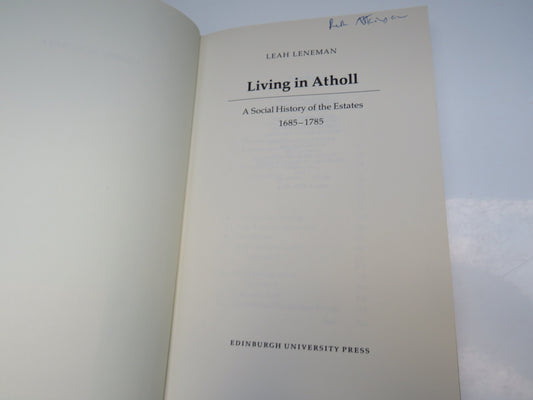 LEAH LENEMAN
Living in Atholl
A Social History of the Estates
1685–1785
EDINBURGH UNIVERSITY PRESS